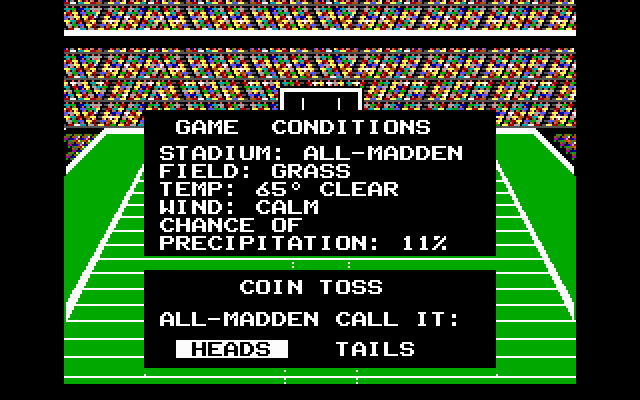 GAME CONDITIONS
STADIUM: ALL-MADDEN
FIELD: GRASS
TEMP: 65° CLEAR
WIND: CALM
CHANCE OF
PRECIPITATION: 11%
COIN TOSS
ALL-MADDEN CALL IT:
HEADS TAILS